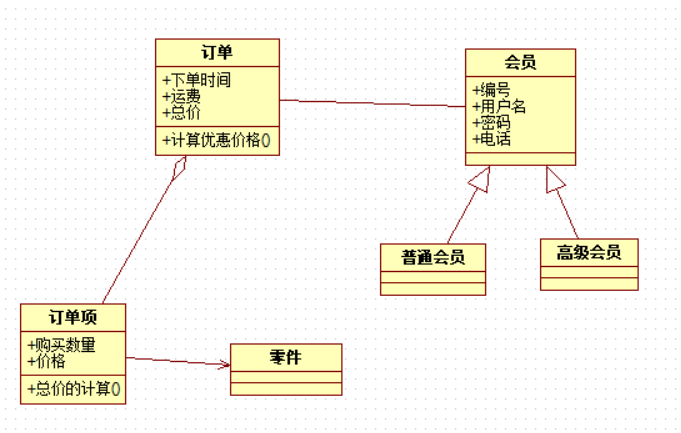 订单
+下单时间
+运费
+总价
+计算优惠价格()
会员
+编号
+用户名
+密码
+电话
普通会员
高级会员
订单项
+购买数量
+价格
+总价的计算()
零件